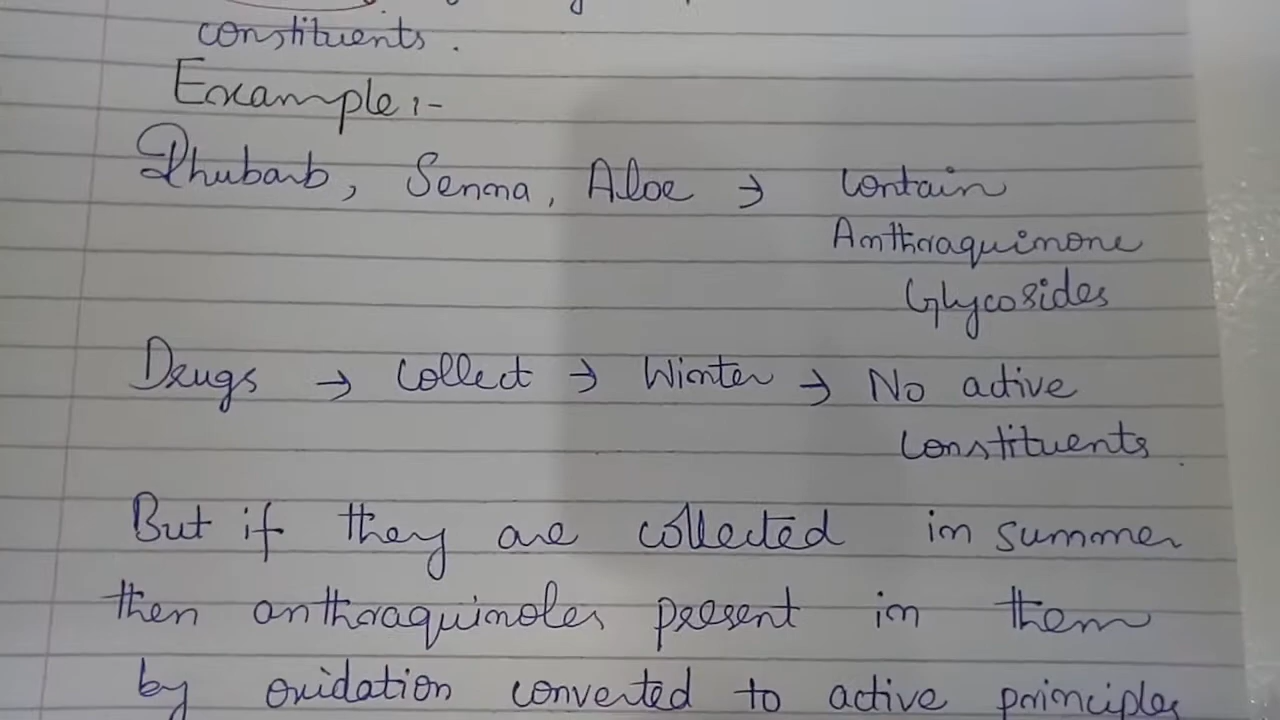 constituents.
Example:-
Rhubarb, Senna, Aloe → Contain
Anthraquinone
Glycosides
Drugs → Collect → Winter → No active
Constituents.
But if they are collected in summer
then anthraquinoles present in them
by oxidation converted to active principles